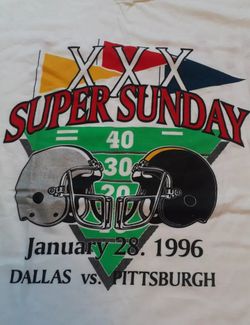 XXX
SUPER SUNDAY
40
30
20
January 28. 1996
DALLAS vs. PITTSBURGH